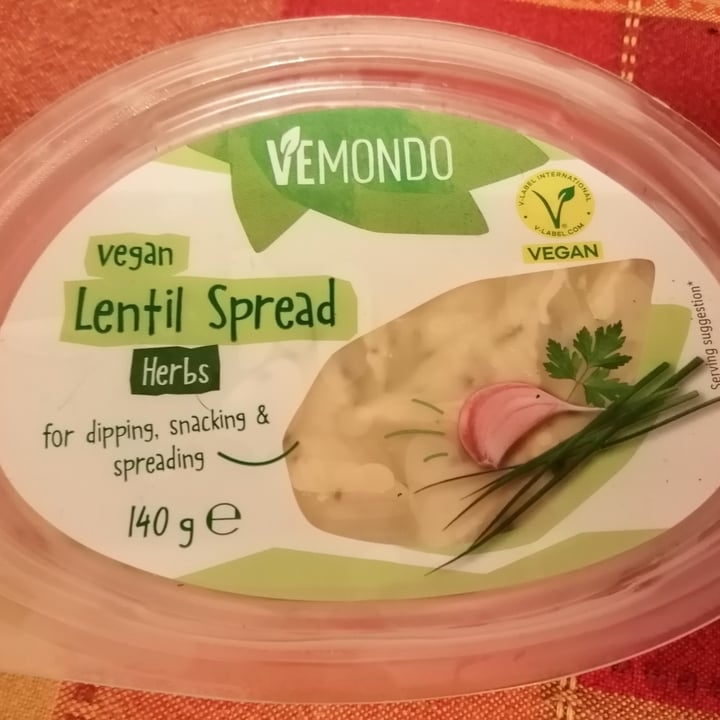 VEMONDO
V-LABEL INTERNATIONAL
V-LABEL.COM
VEGAN
vegan
Lentil Spread
Herbs
for dipping, snacking &
spreading
140 g ℮
Serving suggestion*